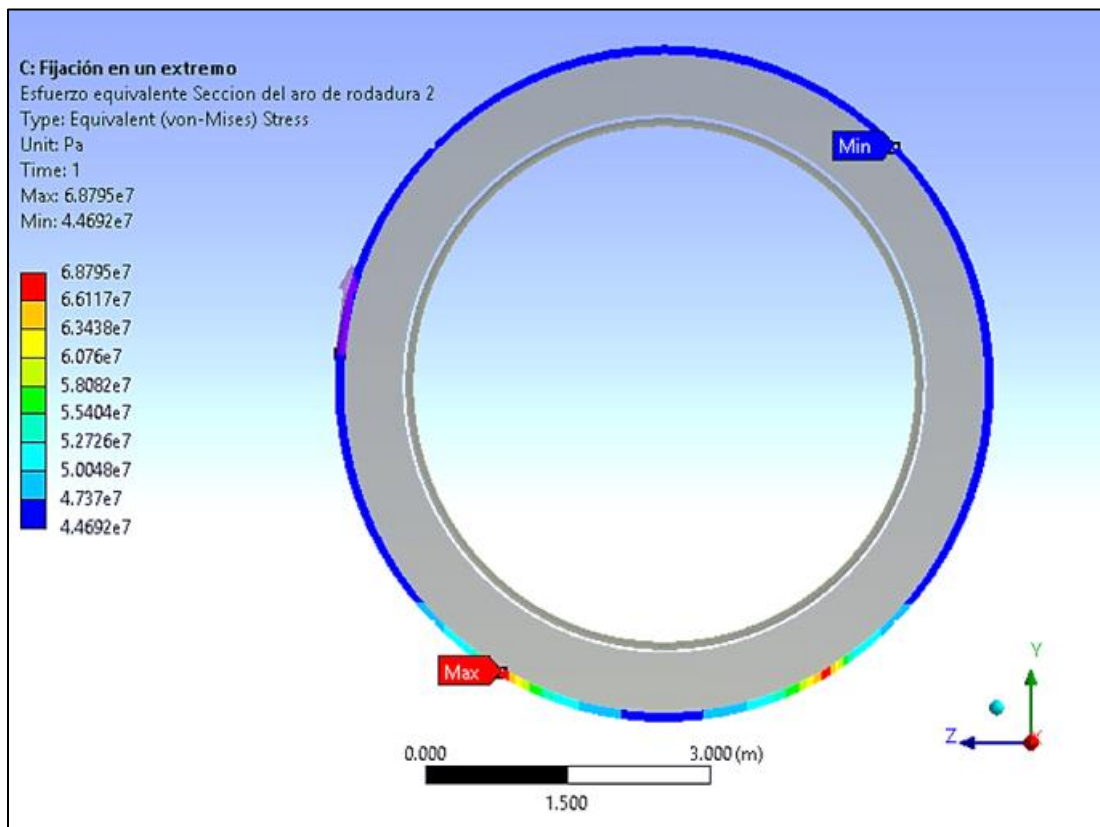 C: Fijación en un extremo
Esfuerzo equivalente Seccion del aro de rodadura 2
Type: Equivalent (von-Mises) Stress
Unit: Pa
Time: 1
Max: 6.8795e7
Min: 4.4692e7
6.8795e7
6.6117e7
6.3438e7
6.076e7
5.8082e7
5.5404e7
5.2726e7
5.0048e7
4.737e7
4.4692e7
Min
Max
0.000
3.000 (m)
1.500
Y
Z